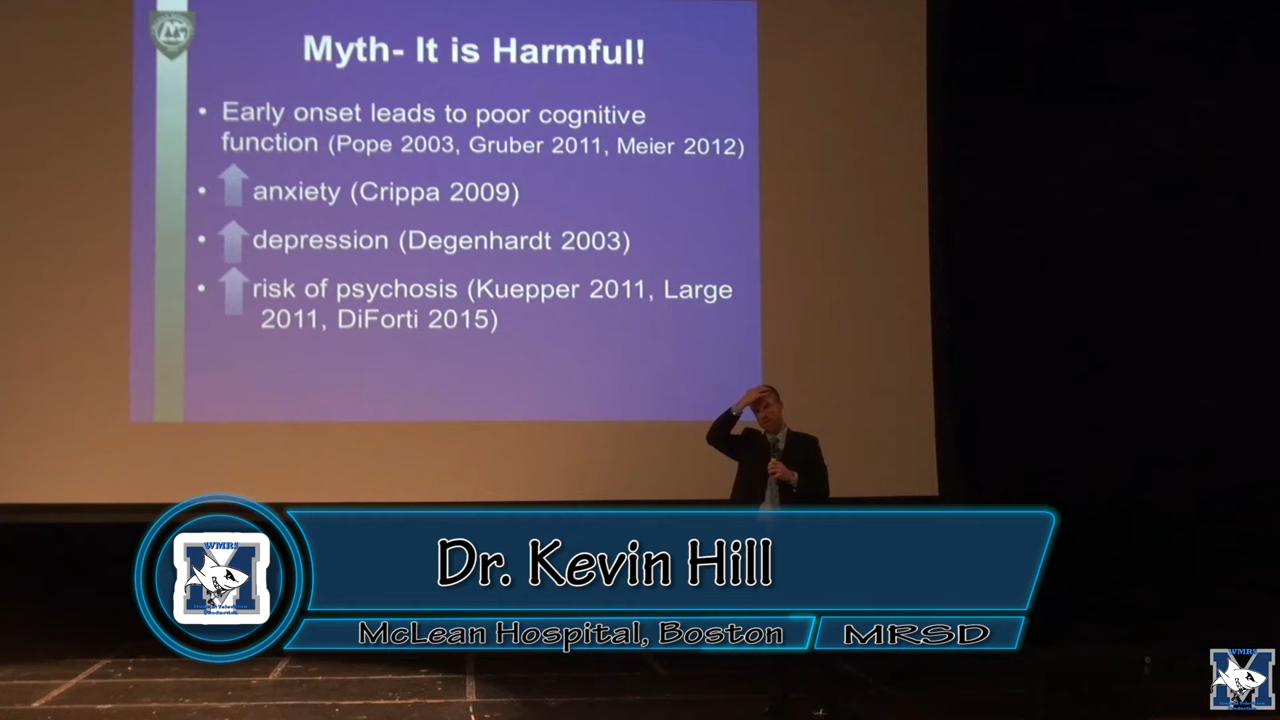 Myth- It is Harmful!
• Early onset leads to poor cognitive
function (Pope 2003, Gruber 2011, Meier 2012)
• anxiety (Crippa 2009)
• depression (Degenhardt 2003)
• risk of psychosis (Kuepper 2011, Large
2011, DiForti 2015)
WMRS
M
Dr. Kevin Hill
McLean Hospital, Boston
MRSD
WMRS
M